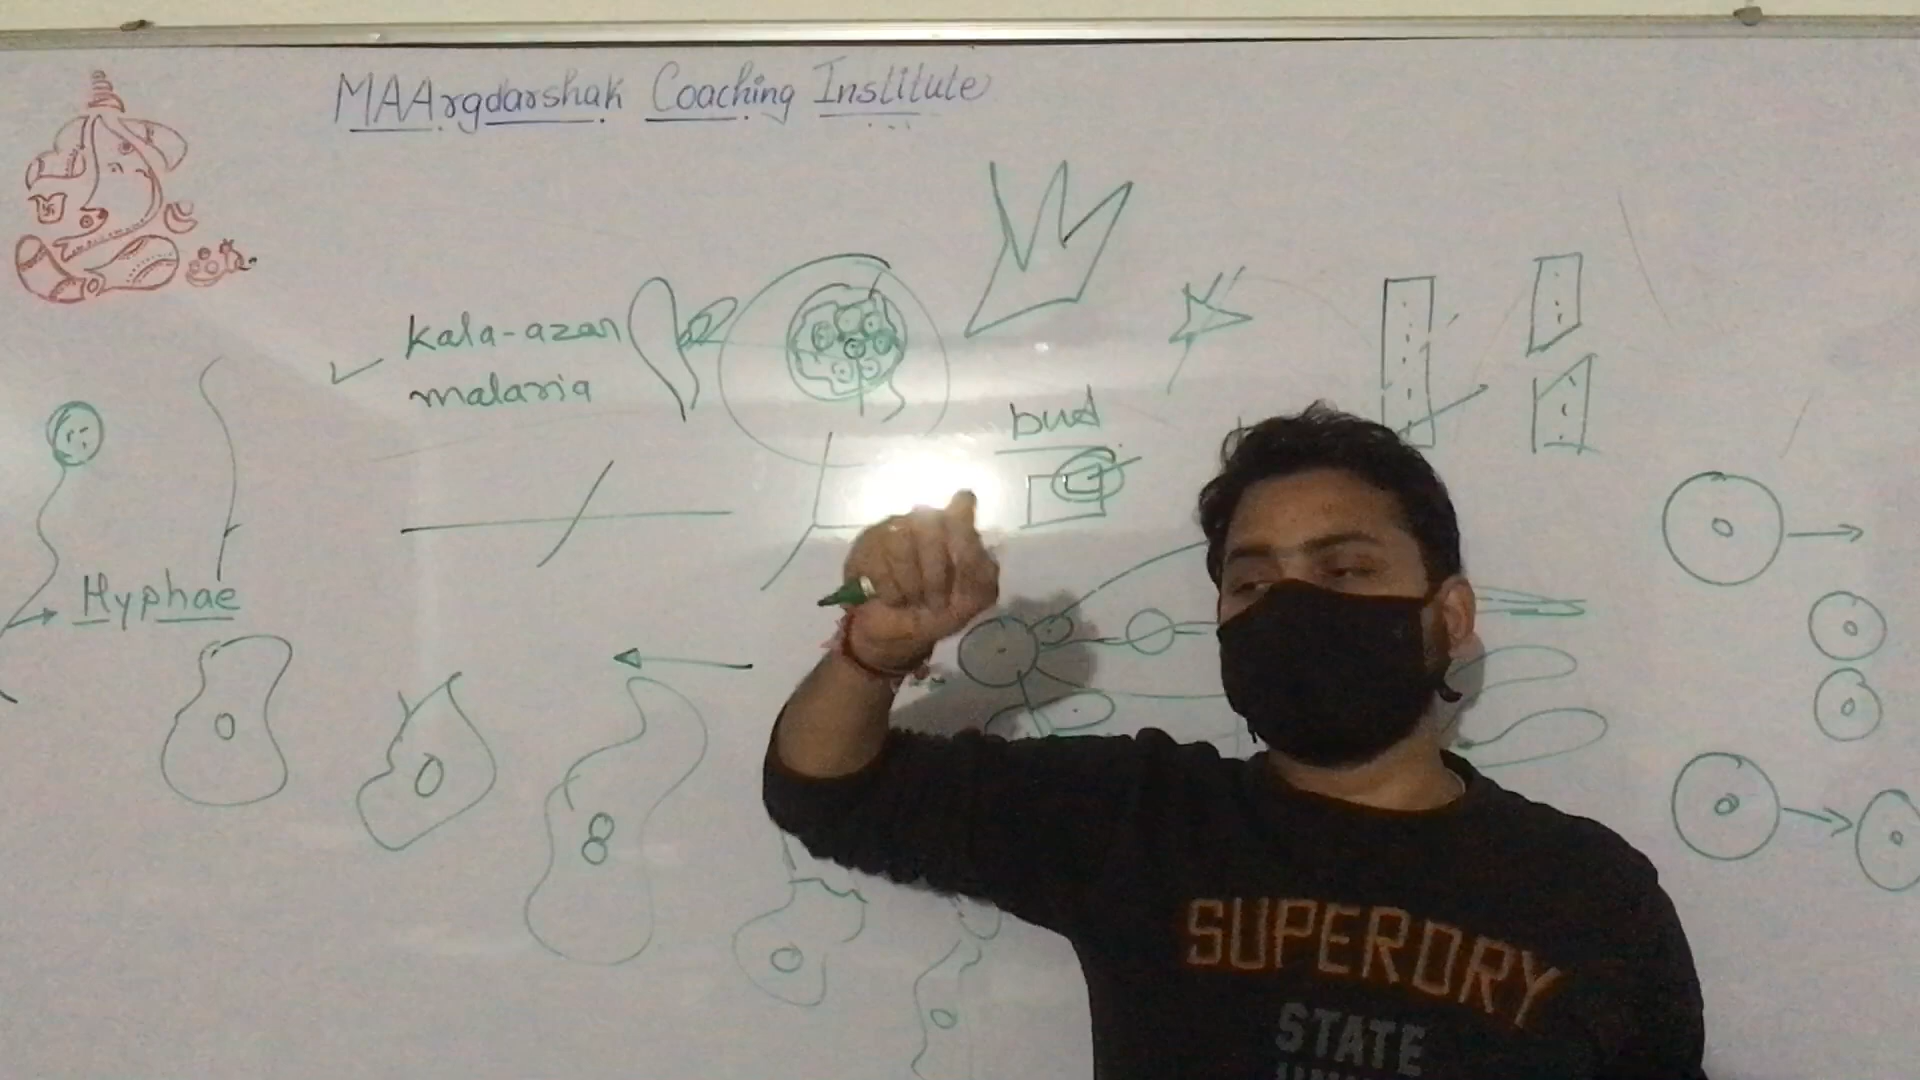 MAArgdarshak Coaching Institute
Kala-azar
malaria
bud
Hyphae
SUPERDRY
STATE